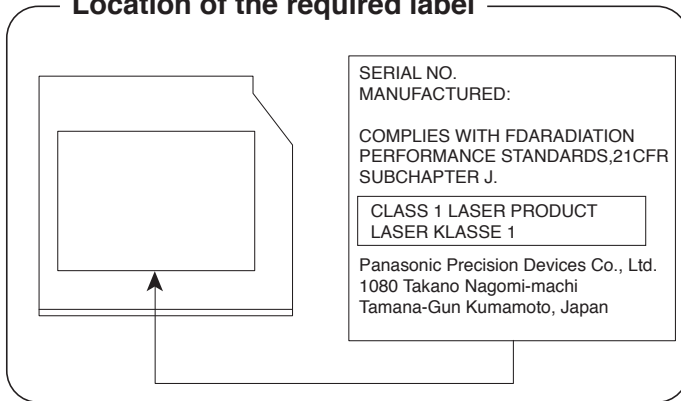 Location of the required label
SERIAL NO.
MANUFACTURED:
COMPLIES WITH FDARADIATION
PERFORMANCE STANDARDS,21CFR
SUBCHAPTER J.
CLASS 1 LASER PRODUCT
LASER KLASSE 1
Panasonic Precision Devices Co., Ltd.
1080 Takano Nagomi-machi
Tamana-Gun Kumamoto, Japan